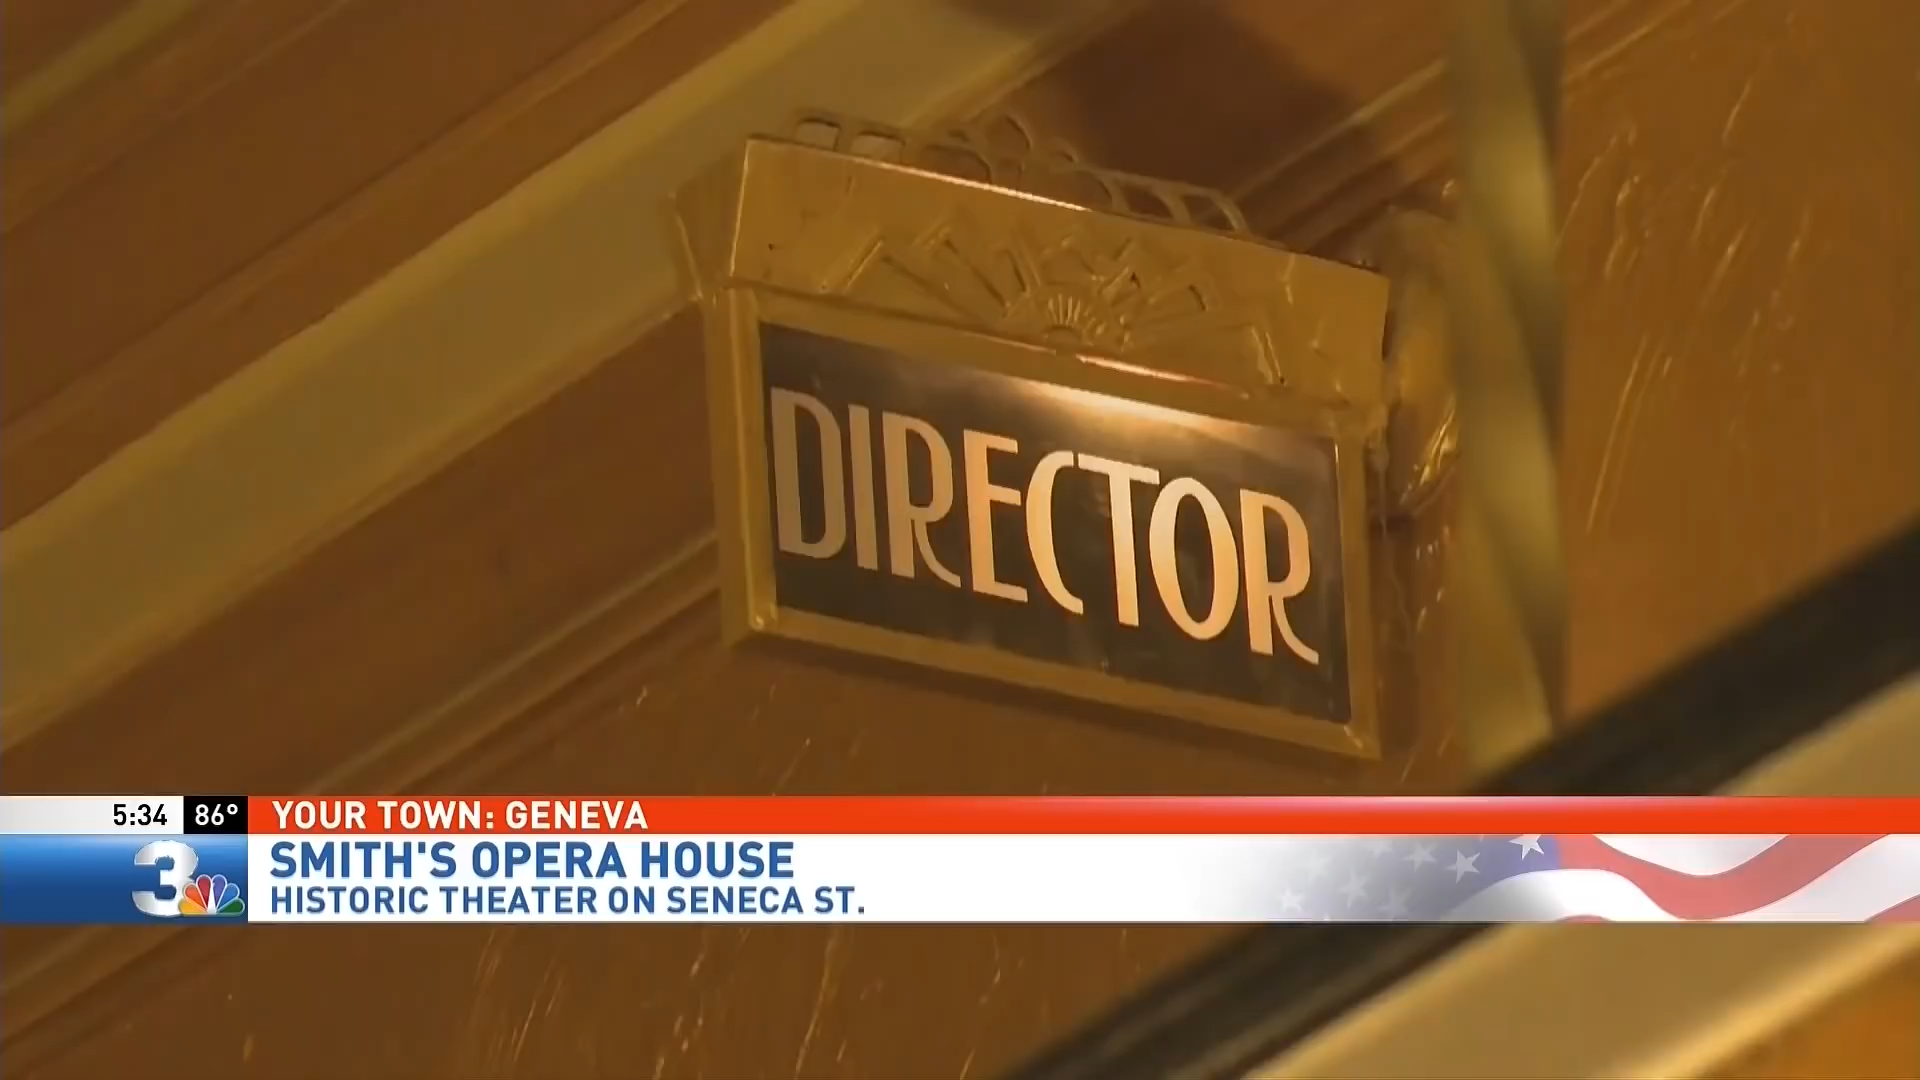 DIRECTOR
5:34 86° YOUR TOWN: GENEVA
3 SMITH'S OPERA HOUSE
HISTORIC THEATER ON SENECA ST.